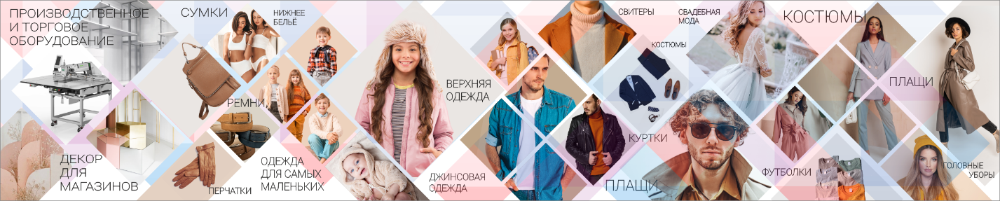 ПРОИЗВОДСТВЕННОЕ
И ТОРГОВОЕ
ОБОРУДОВАНИЕ
СУМКИ
НИЖНЕЕ
БЕЛЬЁ
СВИТЕРЫ
СВАДЕБНАЯ
МОДА
КОСТЮМЫ
КОСТЮМЫ
ВЕРХНЯЯ
ОДЕЖДА
ПЛАЩИ
РЕМНИ
КУРТКИ
ДЕКОР
ДЛЯ
МАГАЗИНОВ
ПЕРЧАТКИ
ОДЕЖДА
ДЛЯ САМЫХ
МАЛЕНЬКИХ
ДЖИНСОВАЯ
ОДЕЖДА
ПЛАЩИ
ФУТБОЛКИ
ГОЛОВНЫЕ
УБОРЫ